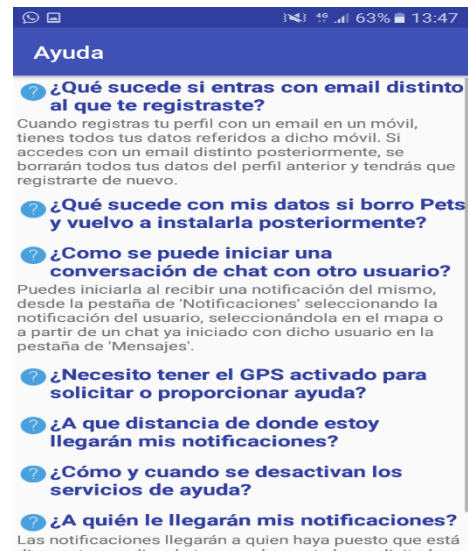 4G 63% 13:47
Ayuda
¿Qué sucede si entras con email distinto
al que te registraste?
Cuando registras tu perfil con un email en un móvil,
tienes todos tus datos referidos a dicho móvil. Si
accedes con un email distinto posteriormente, se
borrarán todos tus datos del perfil anterior y tendrás que
registrarte de nuevo.
¿Qué sucede con mis datos si borro Pets
y vuelvo a instalarla posteriormente?
¿Como se puede iniciar una
conversación de chat con otro usuario?
Puedes iniciarla al recibir una notificación del mismo,
desde la pestaña de 'Notificaciones' seleccionando la
notificación del usuario, seleccionándola en el mapa o
a partir de un chat ya iniciado con dicho usuario en la
pestaña de 'Mensajes'.
¿Necesito tener el GPS activado para
solicitar o proporcionar ayuda?
¿A que distancia de donde estoy
llegarán mis notificaciones?
¿Cómo y cuando se desactivan los
servicios de ayuda?
¿A quién le llegarán mis notificaciones?
Las notificaciones llegarán a quien haya puesto que está